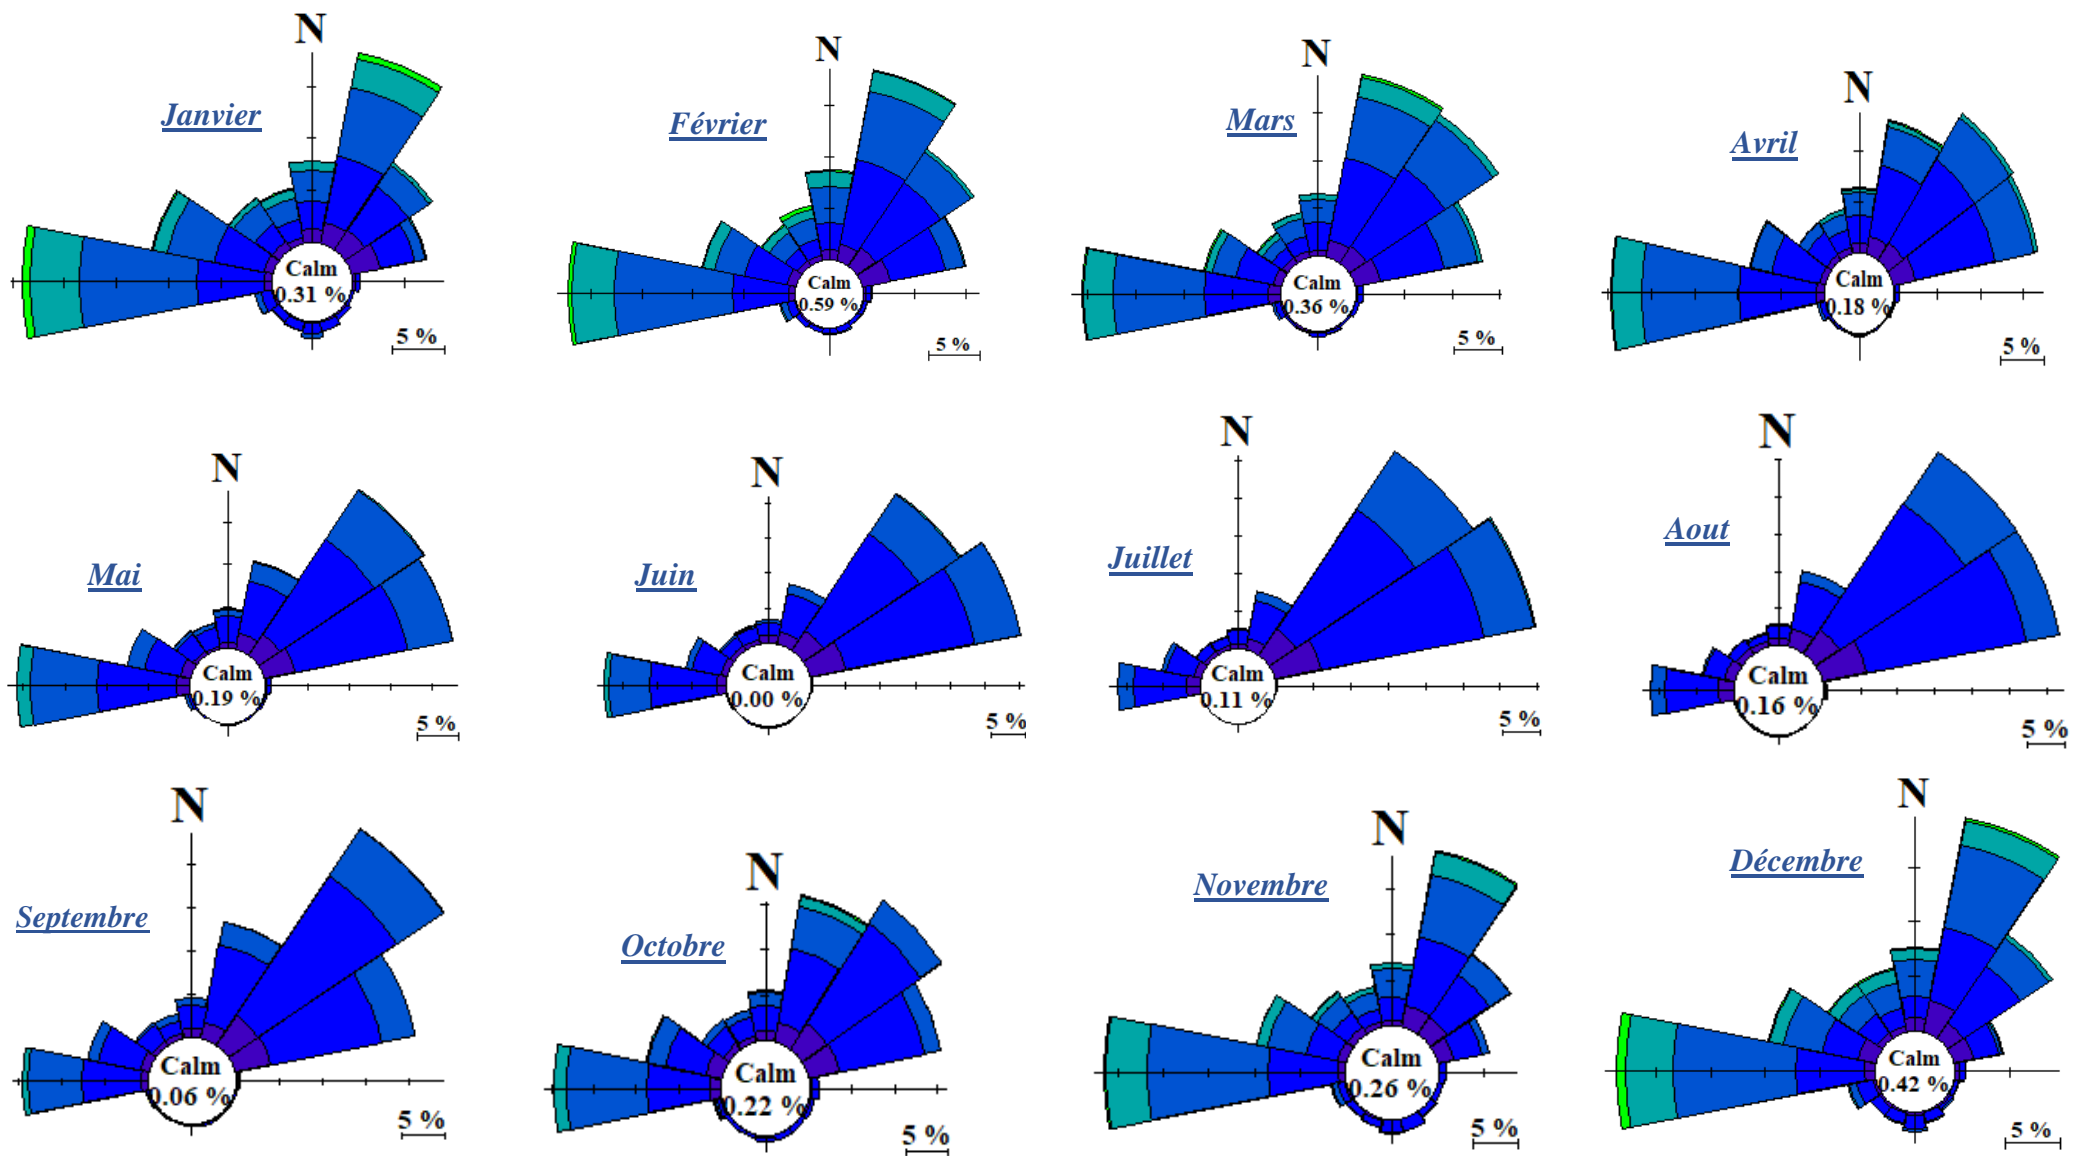 N
Janvier
Calm
0.31 %
5 %
N
Février
Calm
0.59 %
5 %
N
Mars
Calm
0.36 %
5 %
N
Avril
Calm
0.18 %
5 %
N
Mai
Calm
0.19 %
5 %
N
Juin
Calm
0.00 %
5 %
N
Juillet
Calm
0.11 %
5 %
N
Aout
Calm
0.16 %
5 %
N
Septembre
Calm
0.06 %
5 %
N
Octobre
Calm
0.22 %
5 %
N
Novembre
Calm
0.26 %
5 %
N
Décembre
Calm
0.42 %
5 %